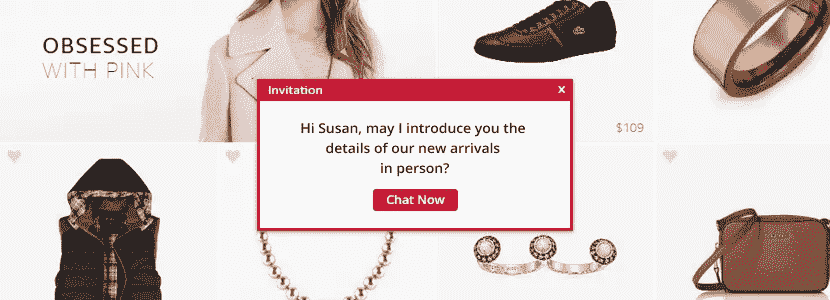 OBSESSED
WITH PINK
Invitation
x
Hi Susan, may I introduce you the
details of our new arrivals
in person?
Chat Now
$109